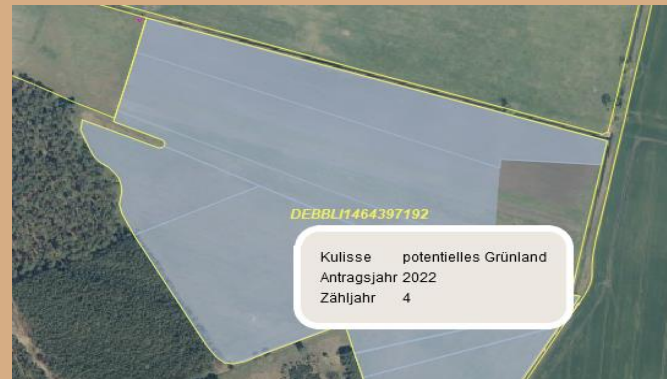 DEBBLI1464397192
Kulisse potentielles Grünland
Antragsjahr 2022
Zähljahr 4